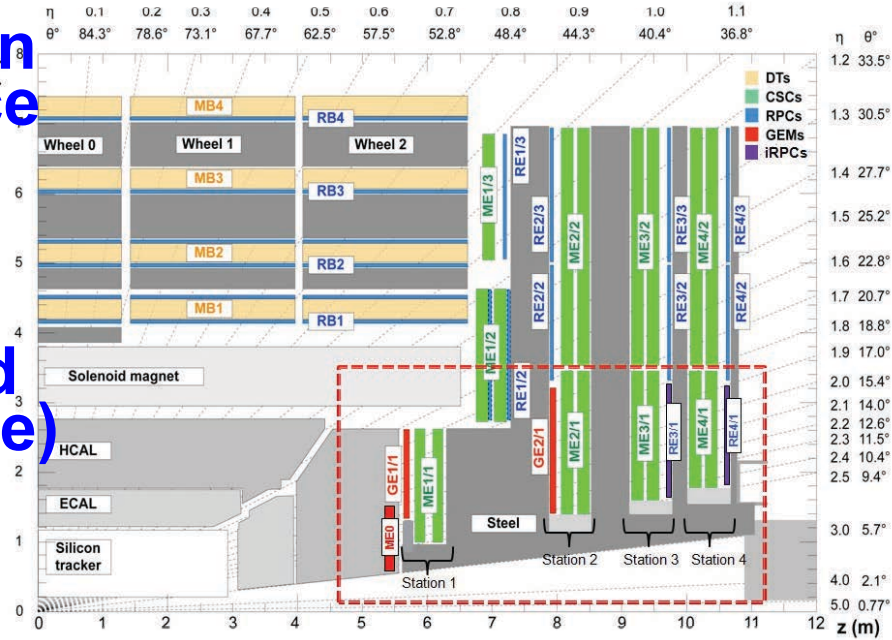 η 0.1 0.2 0.3 0.4 0.5 0.6 0.7 0.8 0.9 1.0 1.1
θ° 84.3° 78.6° 73.1° 67.7° 62.5° 57.5° 52.8° 48.4° 44.3° 40.4° 36.8° η θ°
8
1.2 33.5°
ce
DTs
CSCs
RPCs
GEMs
iRPCs
MB4
RB4
1.3 30.5°
Wheel 0 Wheel 1 Wheel 2
RE1/3
MB3
1.4 27.7°
6
RB3
ME1/3
1.5 25.2°
RE2/3 ME2/2 ME3/2 RE3/3 ME4/2 RE4/3
MB2
5
RB2
1.6 22.8°
MB1
RE2/2 RE3/2 RE4/2
1.7 20.7°
RB1
4
1.8 18.8°
ME1/2
1.9 17.0°
d
Solenoid magnet
RE1/2
2.0 15.4°
3
2.1 14.0°
2.2 12.6°
e)
HCAL
2.3 11.5°
GE1/1 ME1/1 GE2/1 ME2/1 ME3/1 RE3/1 ME4/1 RE4/1
2.4 10.4°
2
2.5 9.4°
ECAL
ME0
Steel
3.0 5.7°
1
Silicon
tracker
Station 1 Station 2 Station 3 Station 4
4.0 2.1°
0
5.0 0.77°
0 1 2 3 4 5 6 7 8 9 10 11 12
z (m)